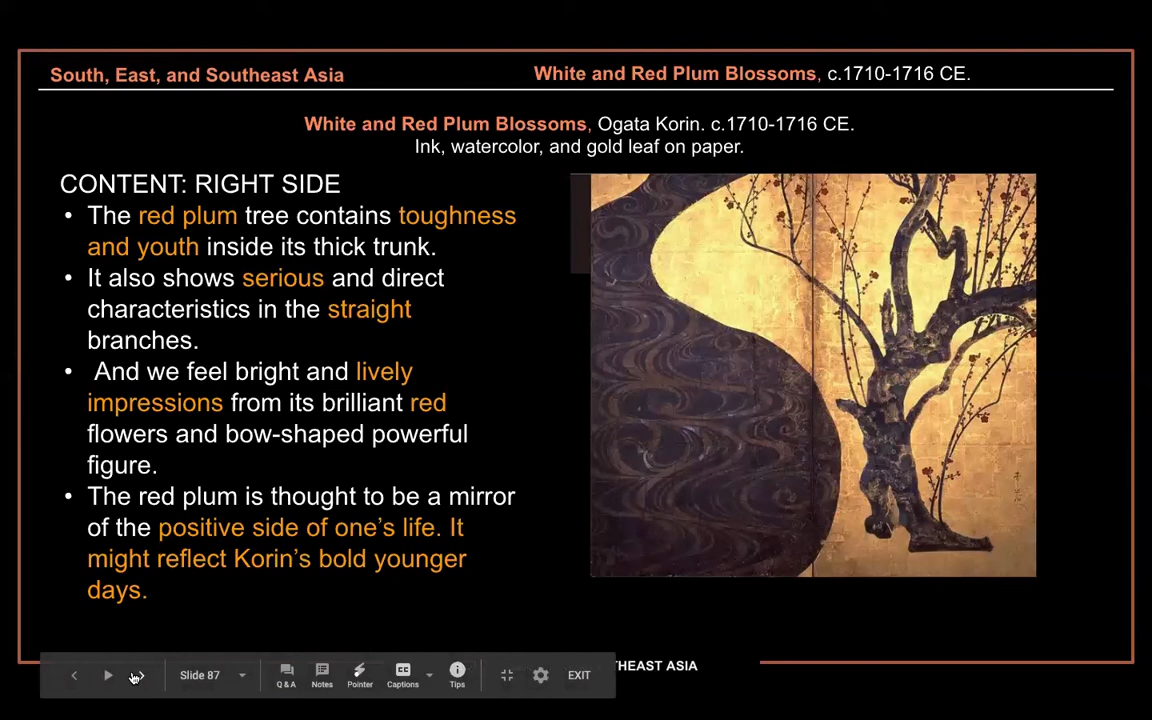 South, East, and Southeast Asia
White and Red Plum Blossoms, c.1710-1716 CE.
White and Red Plum Blossoms, Ogata Korin. c.1710-1716 CE.
Ink, watercolor, and gold leaf on paper.
CONTENT: RIGHT SIDE
• The red plum tree contains toughness
and youth inside its thick trunk.
• It also shows serious and direct
characteristics in the straight
branches.
• And we feel bright and lively
impressions from its brilliant red
flowers and bow-shaped powerful
figure.
• The red plum is thought to be a mirror
of the positive side of one's life. It
might reflect Korin's bold younger
days.
HEAST ASIA
Slide 87
Q & A
Notes
Pointer
CC
Captions
Tips
EXIT